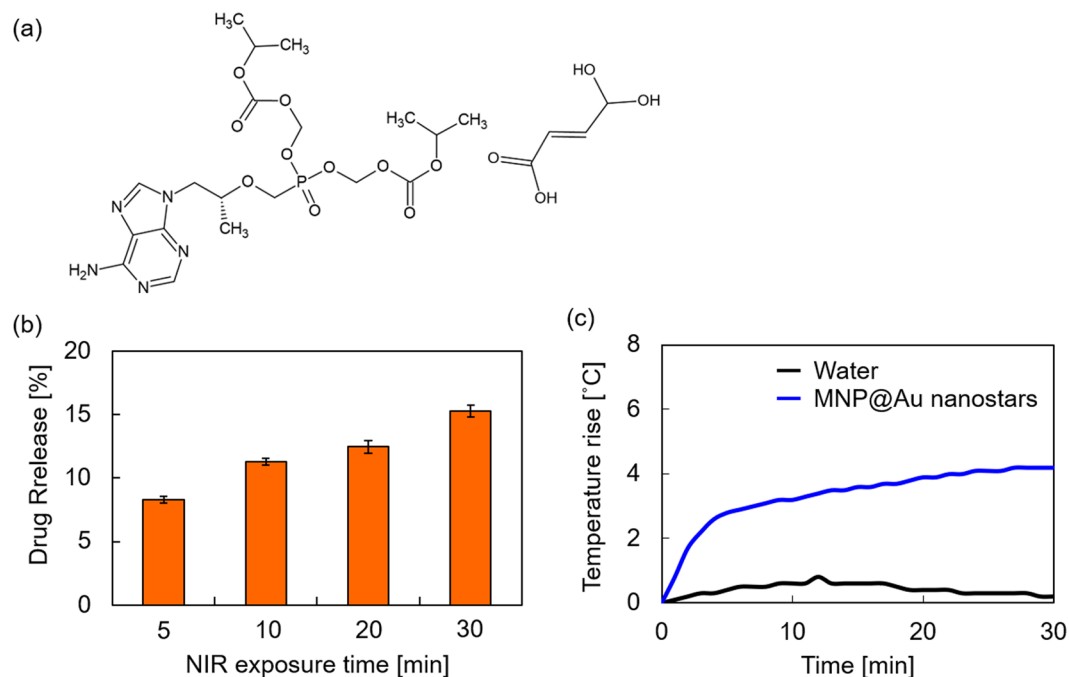 (a)
H₃C
CH₃
O
O
O
O
O
P
O
O
O
O
O
H₃C
CH₃
HO
OH
O
OH
N
N
N
N
H₂N
O
CH₃
(b)
Drug Rrelease [%]
20
15
10
5
0
5 10 20 30
NIR exposure time [min]
(c)
Temperature rise [˚C]
8
6
4
2
0
Water
MNP@Au nanostars
0 10 20 30
Time [min]